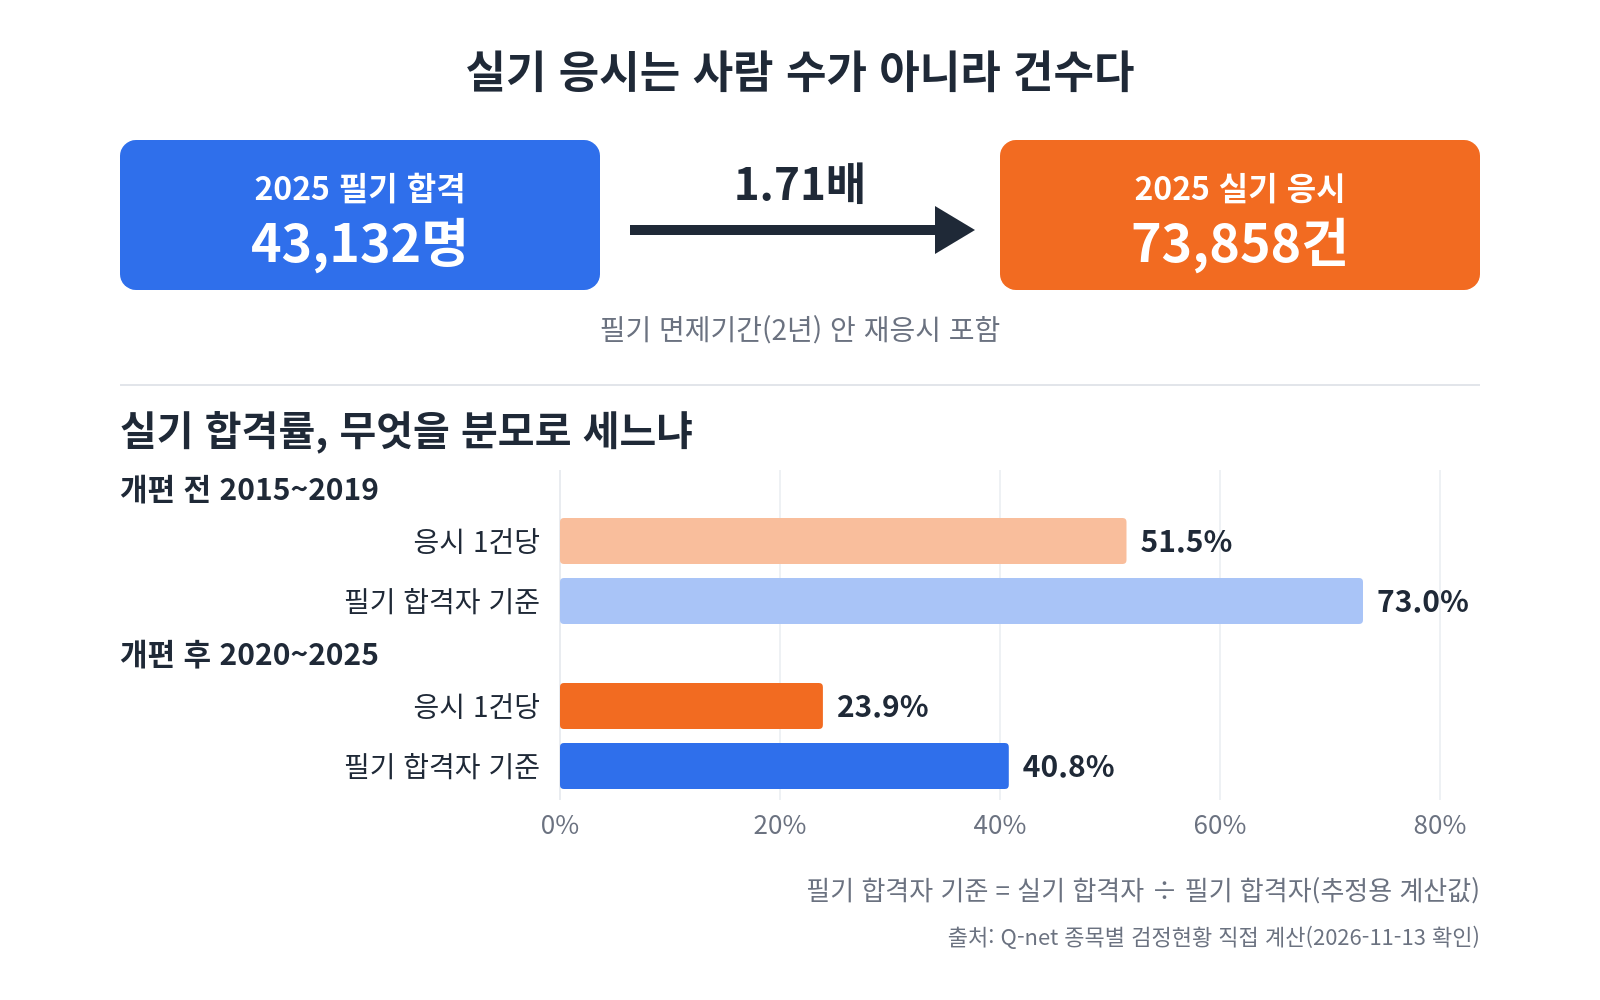 실기 응시는 사람 수가 아니라 건수다
2025 필기 합격
43,132명
1.71배
2025 실기 응시
73,858건
필기 면제기간(2년) 안 재응시 포함
실기 합격률, 무엇을 분모로 세느냐
개편 전 2015~2019
응시 1건당
51.5%
필기 합격자 기준
73.0%
개편 후 2020~2025
응시 1건당
23.9%
필기 합격자 기준
40.8%
0%
20%
40%
60%
80%
필기 합격자 기준 = 실기 합격자 ÷ 필기 합격자(추정용 계산값)
출처: Q-net 종목별 검정현황 직접 계산(2026-11-13 확인)